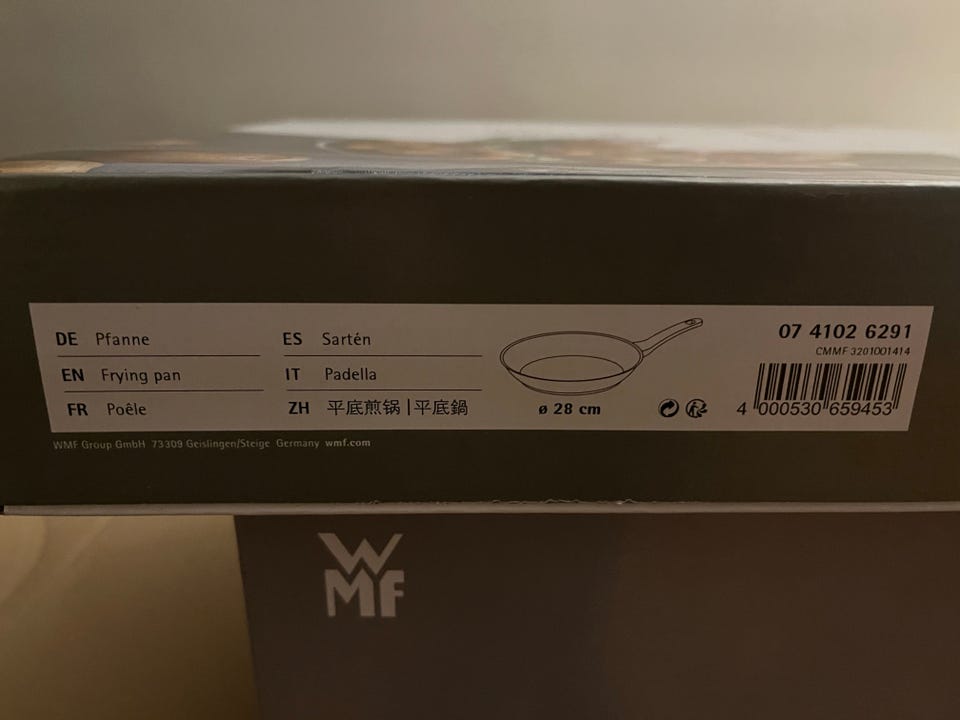 DE Pfanne
EN Frying pan
FR Poêle
ES Sartén
IT Padella
ZH 平底煎锅 | 平底鍋
ø 28 cm
07 4102 6291
CMMF 3201001414
4 000530 659453
WMF Group GmbH 73309 Geislingen/Steige Germany wmf.com
WMF